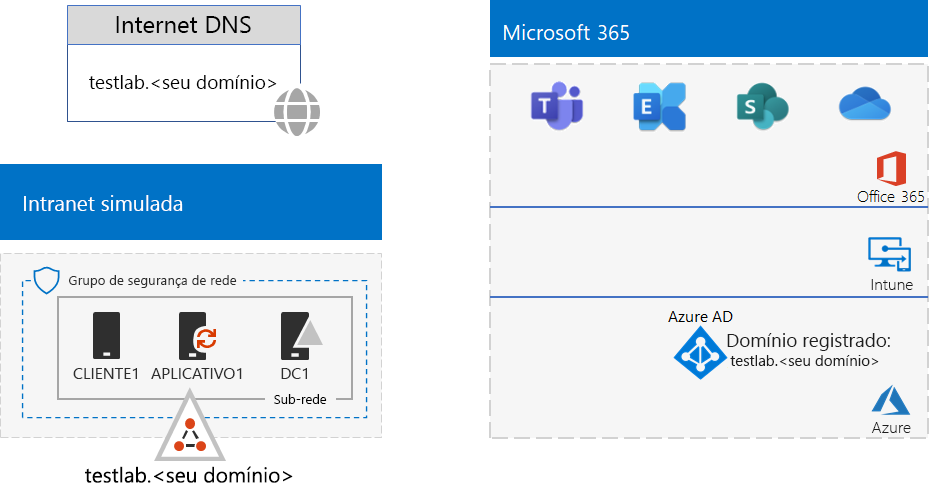 Internet DNS
testlab.<seu domínio>
Intranet simulada
Grupo de segurança de rede
CLIENTE1
APLICATIVO1
DC1
Sub-rede
testlab.<seu domínio>
Microsoft 365
T
E
S
Office 365
Intune
Azure AD
Domínio registrado:
testlab.<seu domínio>
Azure